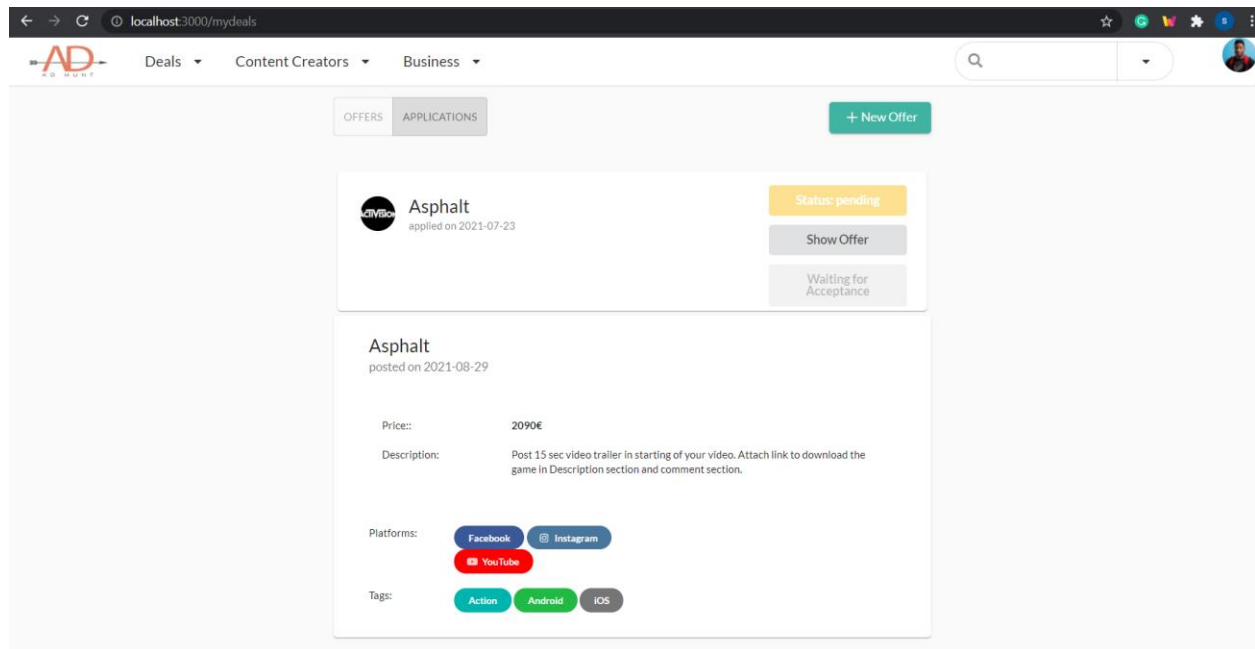 localhost:3000/mydeals
AD
AD HUNT
Deals
Content Creators
Business
OFFERS
APPLICATIONS
+ New Offer
Asphalt
applied on 2021-07-23
Status: pending
Show Offer
Waiting for
Acceptance
Asphalt
posted on 2021-08-29
Price::
2090€
Description:
Post 15 sec video trailer in starting of your video. Attach link to download the
game in Description section and comment section.
Platforms:
Facebook
Instagram
YouTube
Tags:
Action
Android
iOS